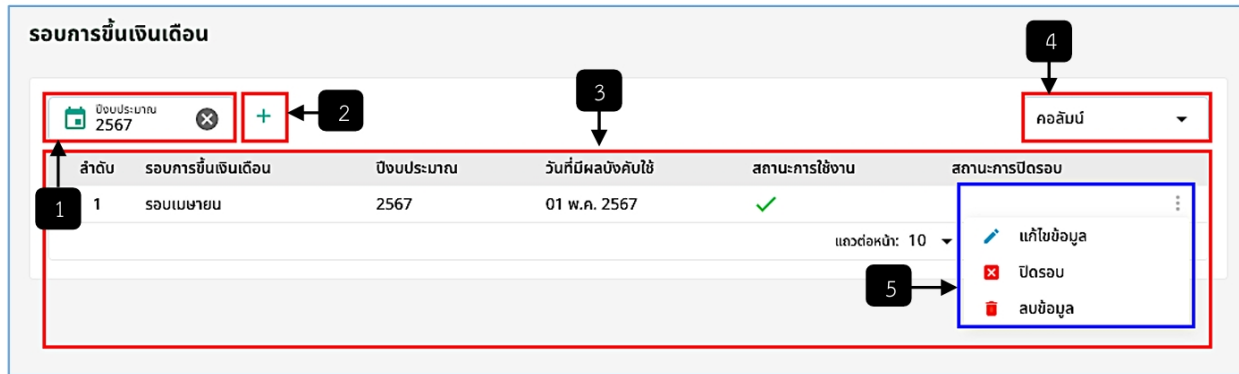 รอบการขึ้นเงินเดือน
4
3
ปีงบประมาณ
2567
+
2
คอลัมน์
ลำดับ รอบการขึ้นเงินเดือน ปีงบประมาณ วันที่มีผลบังคับใช้ สถานะการใช้งาน สถานะการปิดรอบ
1
1 รอบเมษายน 2567 01 พ.ค. 2567
แถวต่อหน้า: 10
แก้ไขข้อมูล
ปิดรอบ
5
ลบข้อมูล